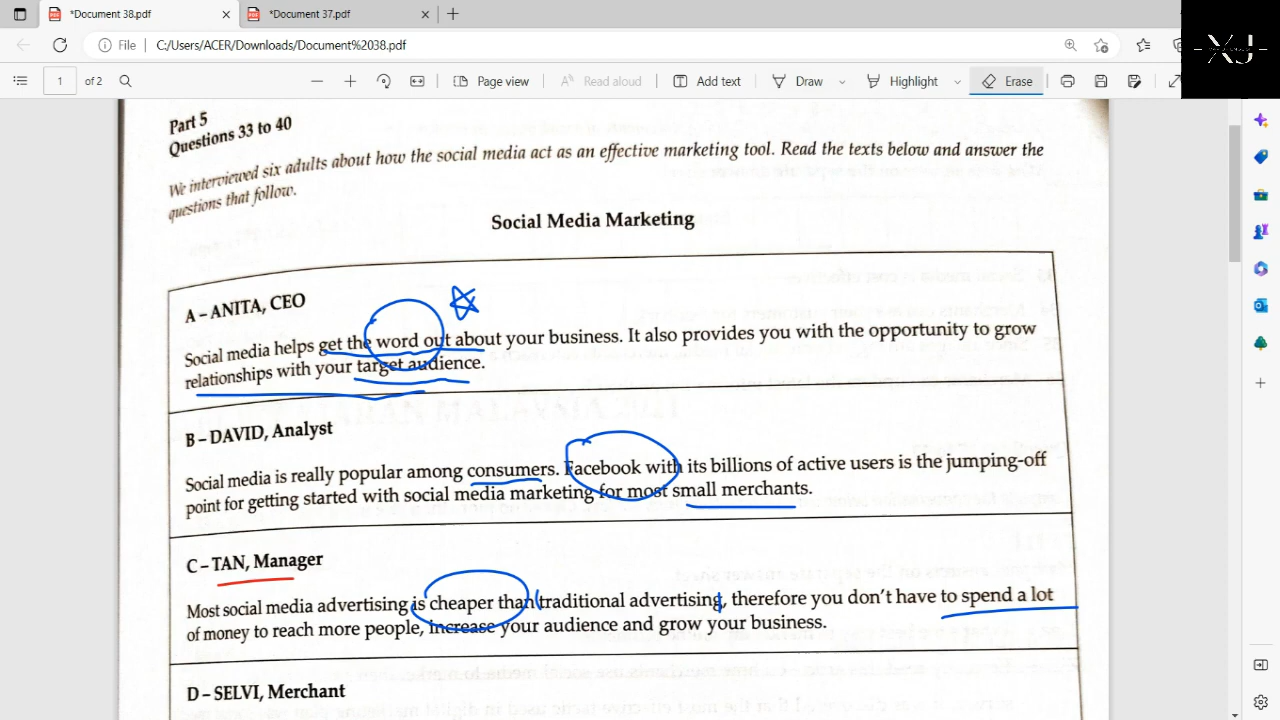 *Document 38.pdf
*Document 37.pdf
File C:/Users/ACER/Downloads/Document%2038.pdf
XJ
1 of 2 Page view Read aloud Add text Draw Highlight Erase
Part 5
Questions 33 to 40
We interviewed six adults about how the social media act as an effective marketing tool. Read the texts below and answer the
questions that follow.
Social Media Marketing
A – ANITA, CEO
Social media helps get the word out about your business. It also provides you with the opportunity to grow
relationships with your target audience.
B – DAVID, Analyst
Social media is really popular among consumers. Facebook with its billions of active users is the jumping-off
point for getting started with social media marketing for most small merchants.
C – TAN, Manager
Most social media advertising is cheaper than traditional advertising, therefore you don't have to spend a lot
of money to reach more people, increase your audience and grow your business.
D – SELVI, Merchant